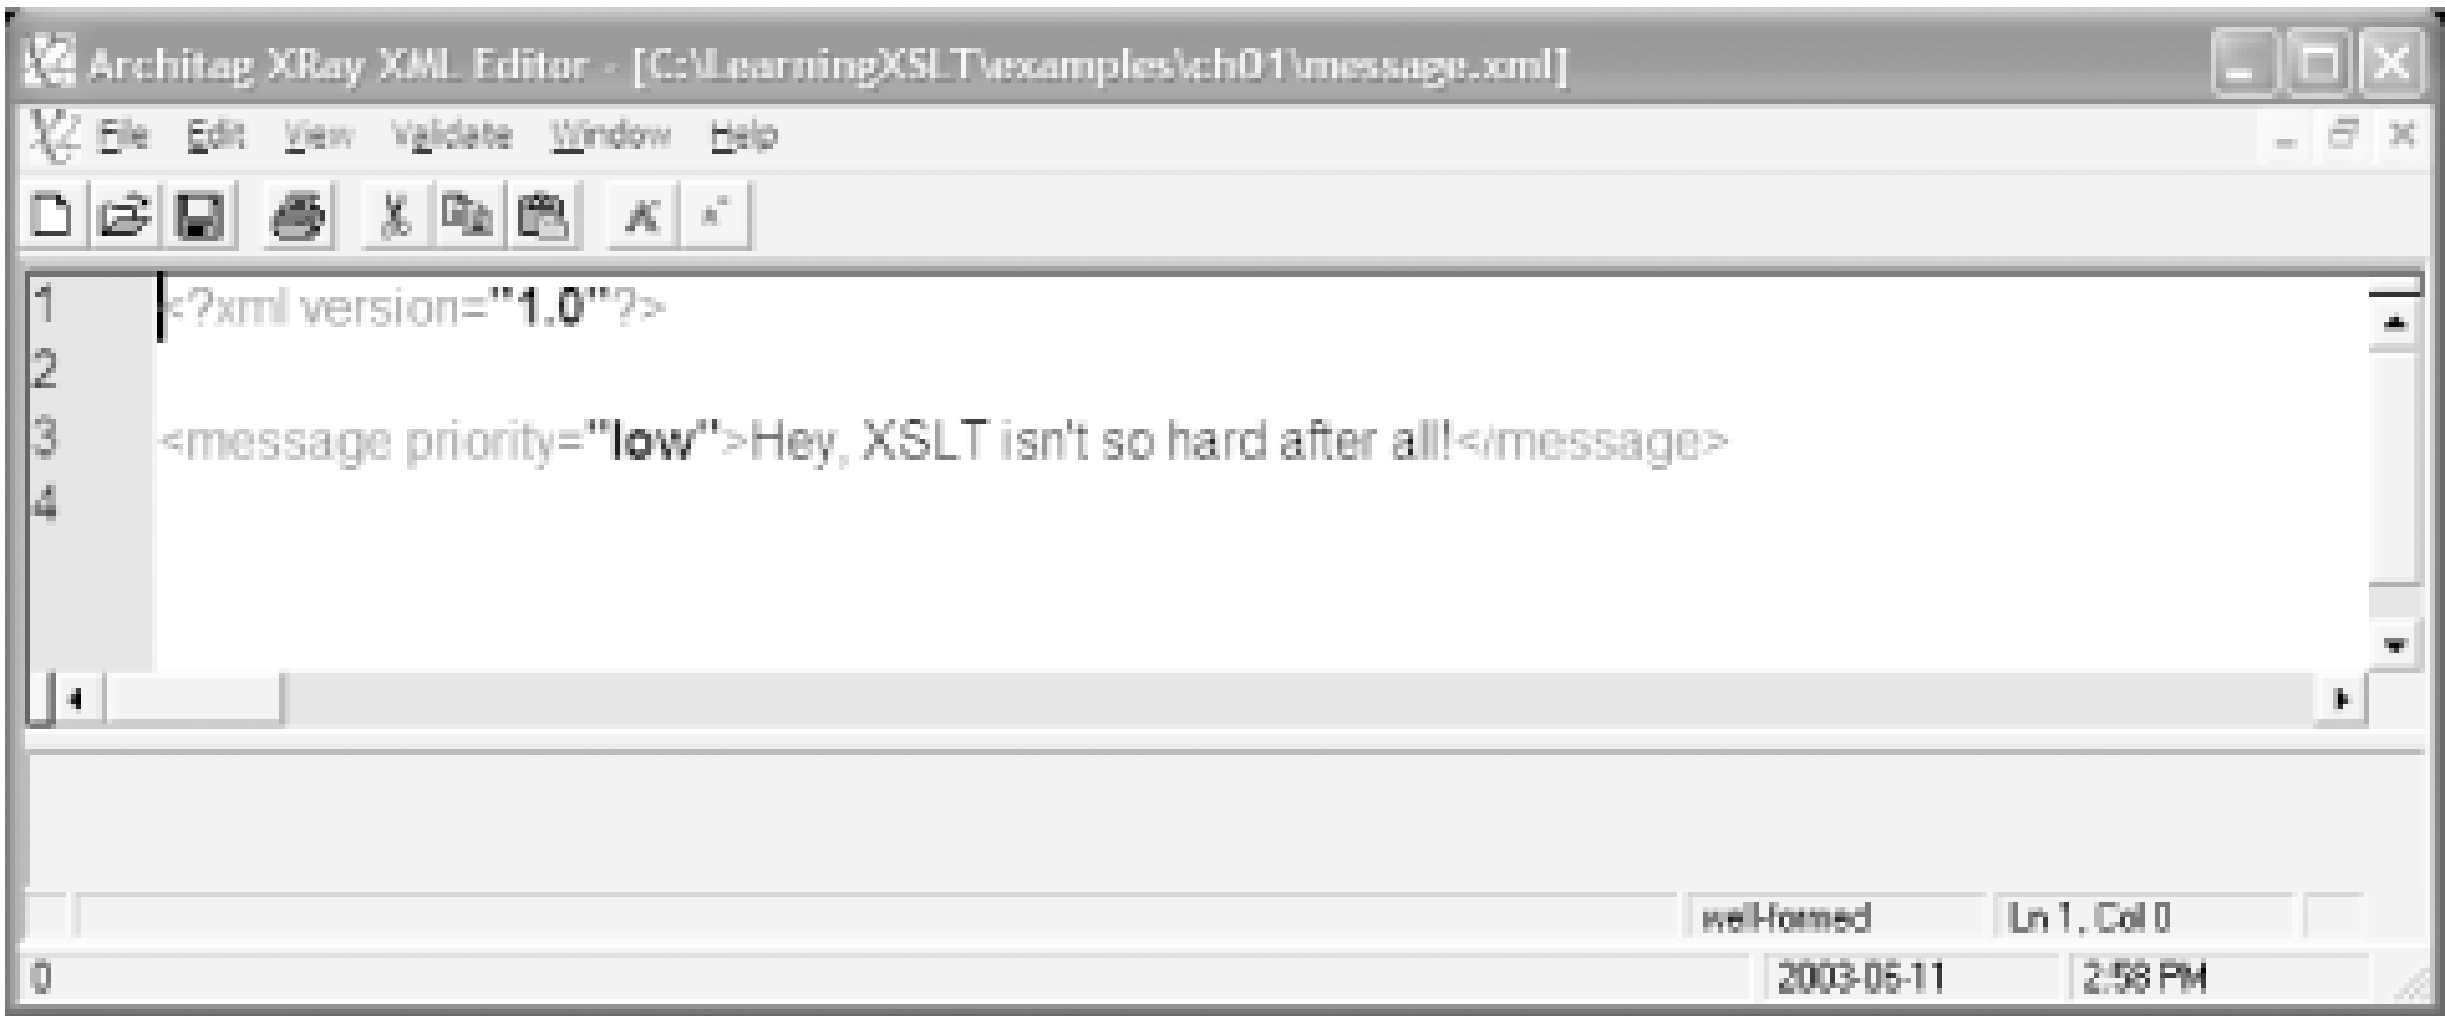 Architag XRay XML Editor - [C:\LearningXSLT\examples\ch01\message.xml]
File Edit View Validate Window Help
1 <?xml version="1.0"?>
2
3 <message priority="low">Hey, XSLT isn't so hard after all!</message>
4
well-formed Ln 1, Col 0
0 2003-06-11 2:58 PM